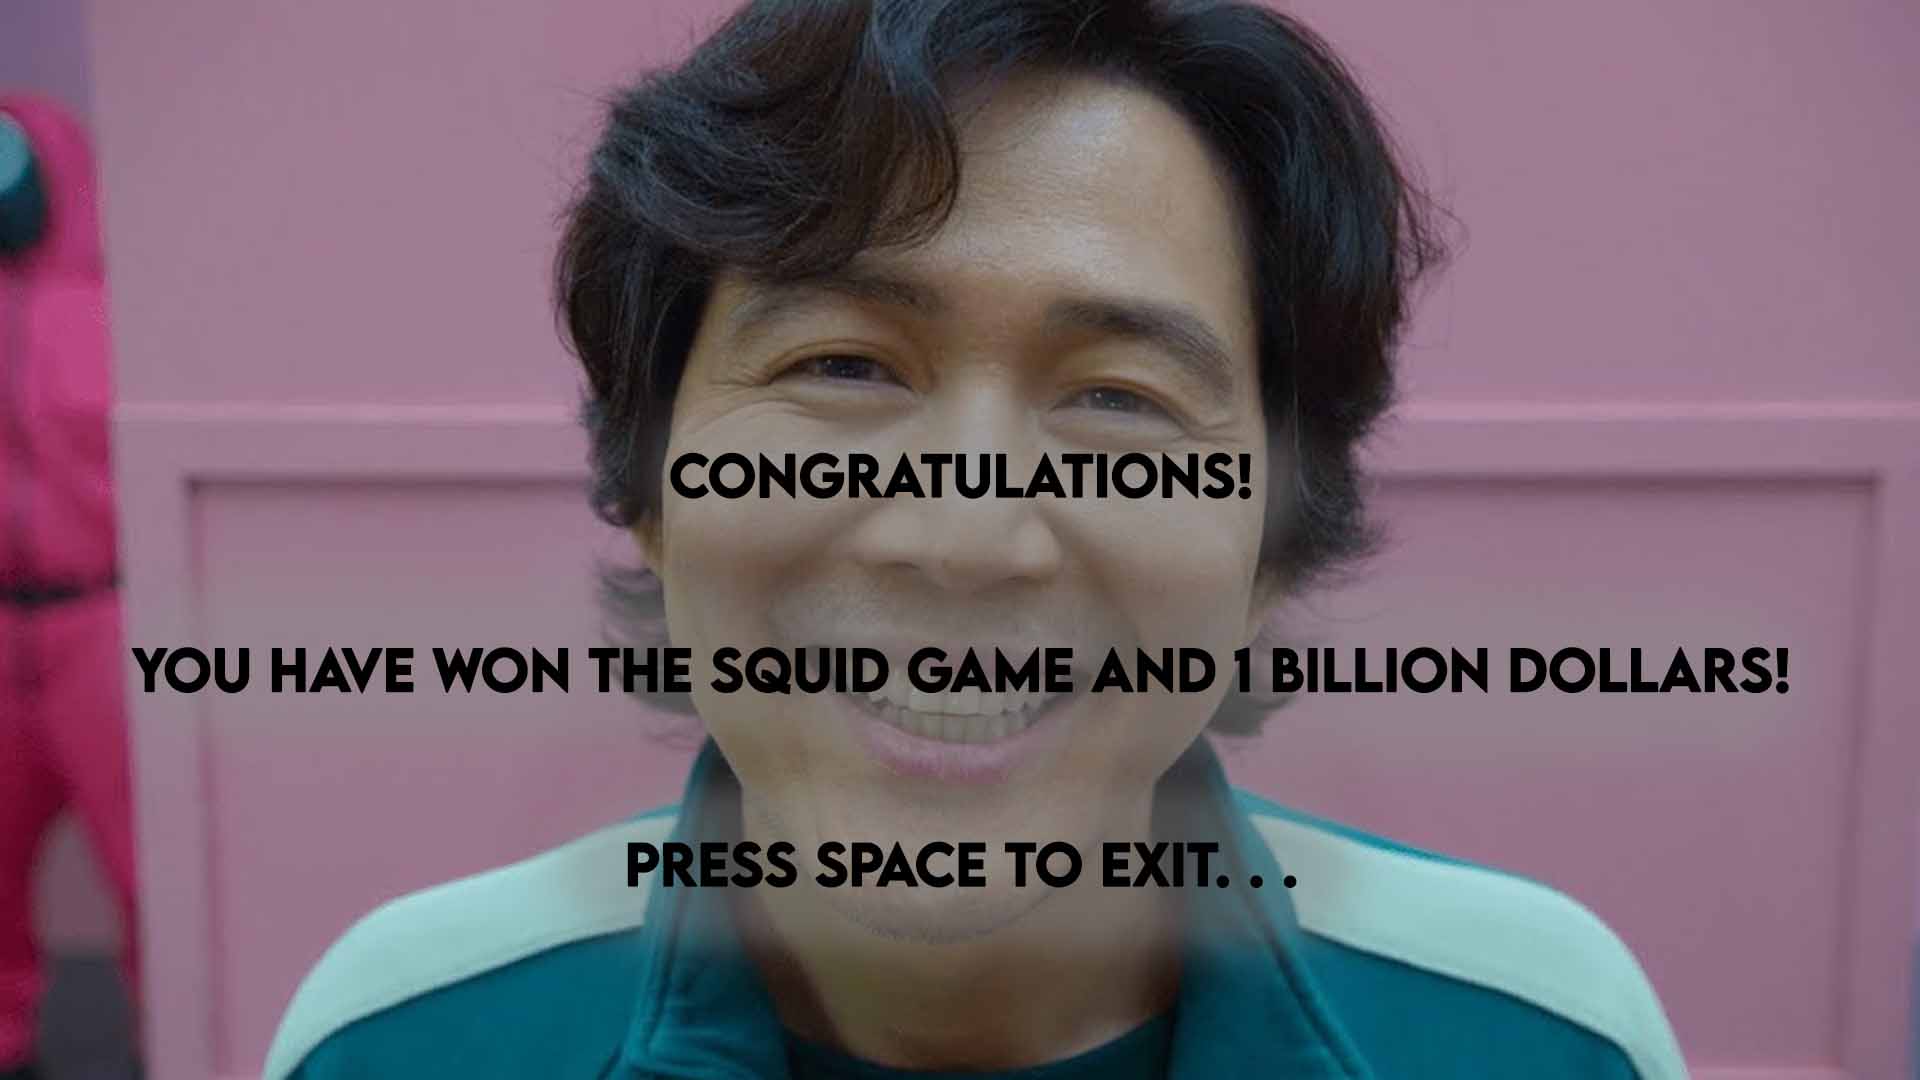 CONGRATULATIONS!
YOU HAVE WON THE SQUID GAME AND 1 BILLION DOLLARS!
PRESS SPACE TO EXIT. . .